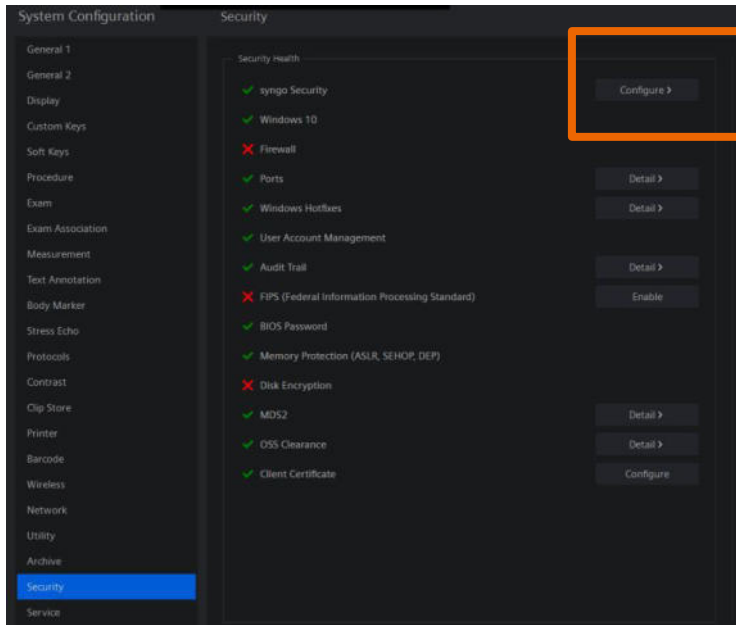 System Configuration
Security
General 1
General 2
Display
Custom Keys
Soft Keys
Procedure
Exam
Exam Association
Measurement
Text Annotation
Body Marker
Stress Echo
Protocols
Contrast
Clip Store
Printer
Barcode
Wireless
Network
Utility
Archive
Security
Service
Security Health
syngo Security
Configure >
Windows 10
Firewall
Ports
Detail >
Windows Hotfixes
Detail >
User Account Management
Audit Trail
Detail >
FIPS (Federal Information Processing Standard)
Enable
BIOS Password
Memory Protection (ASLR, SEHOP, DEP)
Disk Encryption
MDS2
Detail >
OSS Clearance
Detail >
Client Certificate
Configure